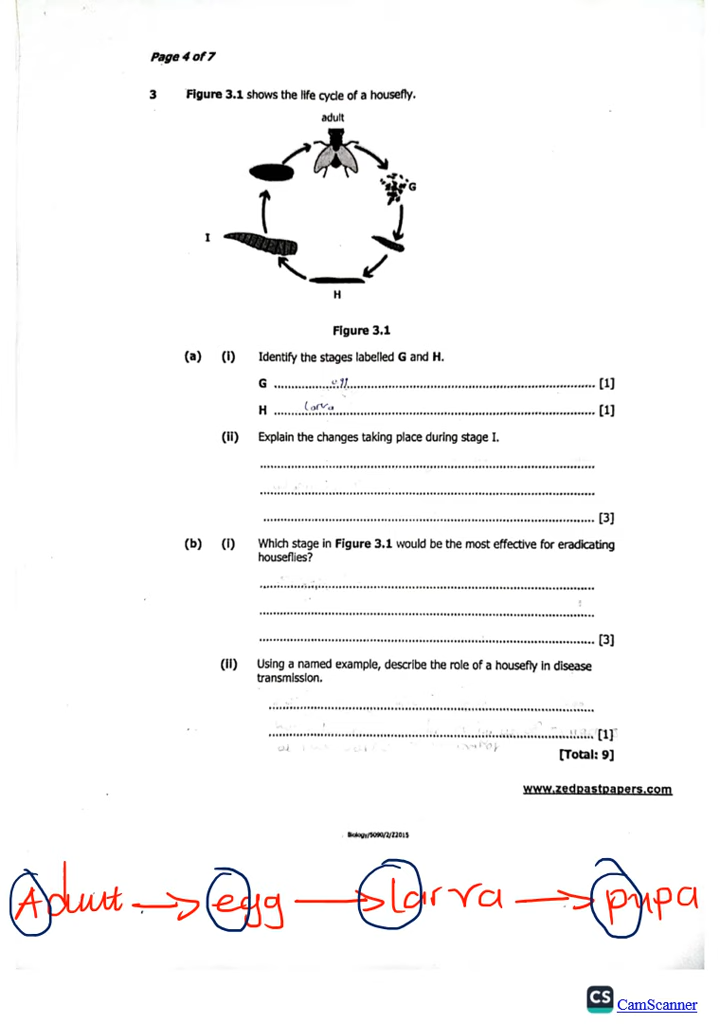 Page 4 of 7
3 Figure 3.1 shows the life cycle of a housefly.
adult
G
I
H
Figure 3.1
(a) (i) Identify the stages labelled G and H.
G ...................egg................................................................ [1]
H ..........Larva........................................................................ [1]
(ii) Explain the changes taking place during stage I.
..........................................................................................
..........................................................................................
.......................................................................................... [3]
(b) (i) Which stage in Figure 3.1 would be the most effective for eradicating
houseflies?
..........................................................................................
..........................................................................................
.......................................................................................... [3]
(ii) Using a named example, describe the role of a housefly in disease
transmission.
..........................................................................................
.......................................................................................... [1]
[Total: 9]
www.zedpastpapers.com
Biology/5090/2/Z2015
Adult → egg → larva → pupa
CS CamScanner